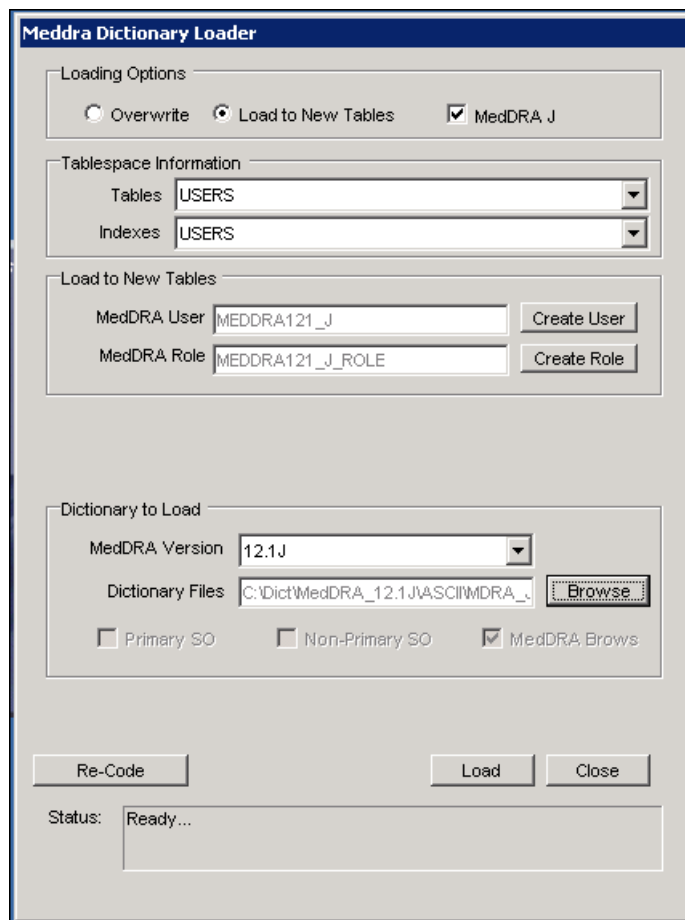 Meddra Dictionary Loader
Loading Options
Overwrite Load to New Tables MedDRA J
Tablespace Information
Tables USERS
Indexes USERS
Load to New Tables
MedDRA User MEDDRA121_J Create User
MedDRA Role MEDDRA121_J_ROLE Create Role
Dictionary to Load
MedDRA Version 12.1J
Dictionary Files C:\Dict\MedDRA_12.1J\ASCII\MDRA_J Browse
Primary SO Non-Primary SO MedDRA Brows
Re-Code Load Close
Status: Ready...